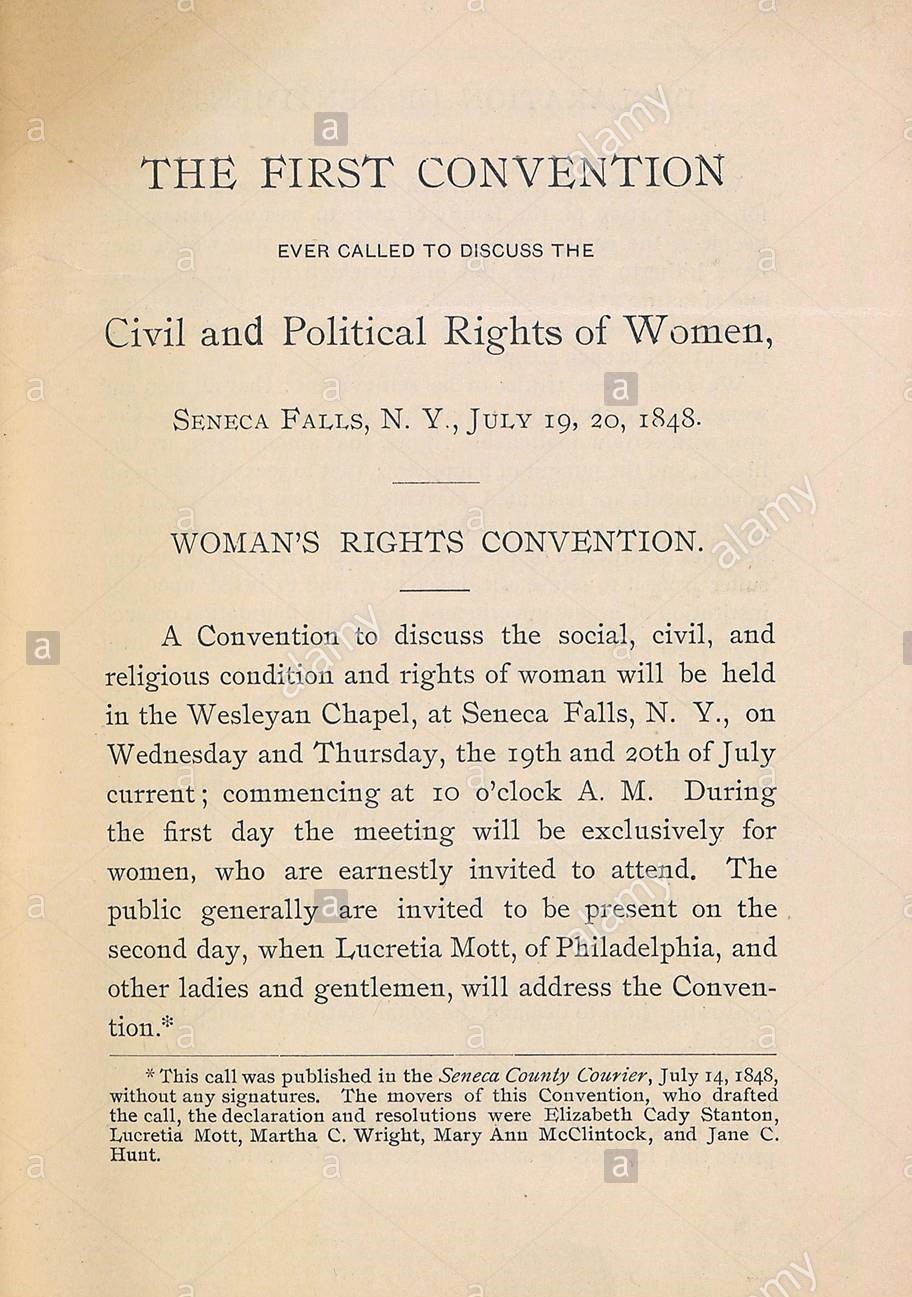 THE FIRST CONVENTION
EVER CALLED TO DISCUSS THE
Civil and Political Rights of Women,
SENECA FALLS, N. Y., JULY 19, 20, 1848.
WOMAN'S RIGHTS CONVENTION.
A Convention to discuss the social, civil, and
religious condition and rights of woman will be held
in the Wesleyan Chapel, at Seneca Falls, N. Y., on
Wednesday and Thursday, the 19th and 20th of July
current; commencing at 10 o'clock A. M. During
the first day the meeting will be exclusively for
women, who are earnestly invited to attend. The
public generally are invited to be present on the
second day, when Lucretia Mott, of Philadelphia, and
other ladies and gentlemen, will address the Conven-
tion.*
* This call was published in the Seneca County Courier, July 14, 1848,
without any signatures. The movers of this Convention, who drafted
the call, the declaration and resolutions were Elizabeth Cady Stanton,
Lucretia Mott, Martha C. Wright, Mary Ann McClintock, and Jane C.
Hunt.
alamy
alamy
alamy
alamy
alamy